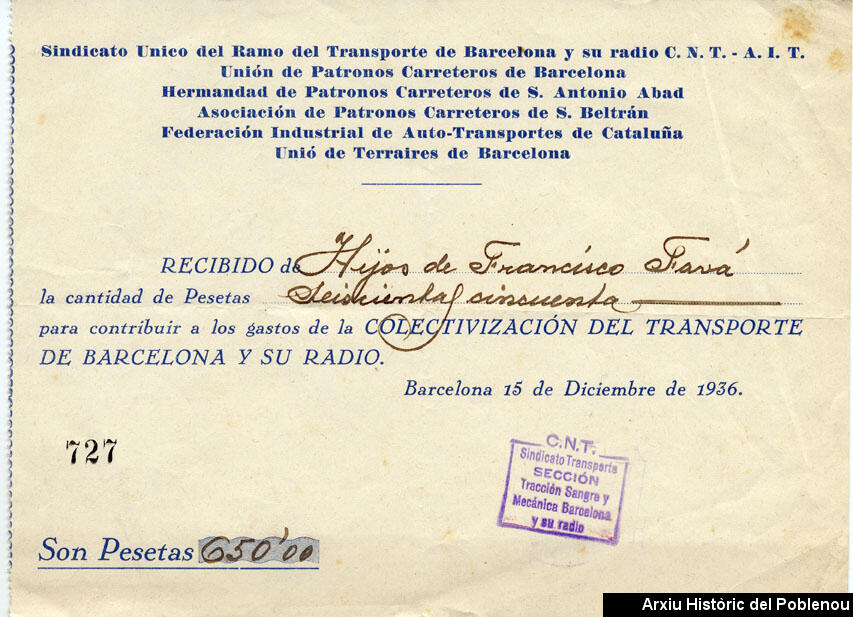 Sindicato Unico del Ramo del Transporte de Barcelona y su radio C. N. T. - A. I. T.
Unión de Patronos Carreteros de Barcelona
Hermandad de Patronos Carreteros de S. Antonio Abad
Asociación de Patronos Carreteros de S. Beltrán
Federación Industrial de Auto-Transportes de Cataluña
Unió de Terraires de Barcelona
RECIBIDO de Hijos de Francisco Favá
la cantidad de Pesetas Seiscientas cincuenta
para contribuir a los gastos de la COLECTIVIZACIÓN DEL TRANSPORTE
DE BARCELONA Y SU RADIO.
Barcelona 15 de Diciembre de 1936.
727
C.N.T.
Sindicato Transporte
SECCIÓN
Tracción Sangre y
Mecánica Barcelona
y su radio
Son Pesetas 650'00
Arxiu Històric del Poblenou